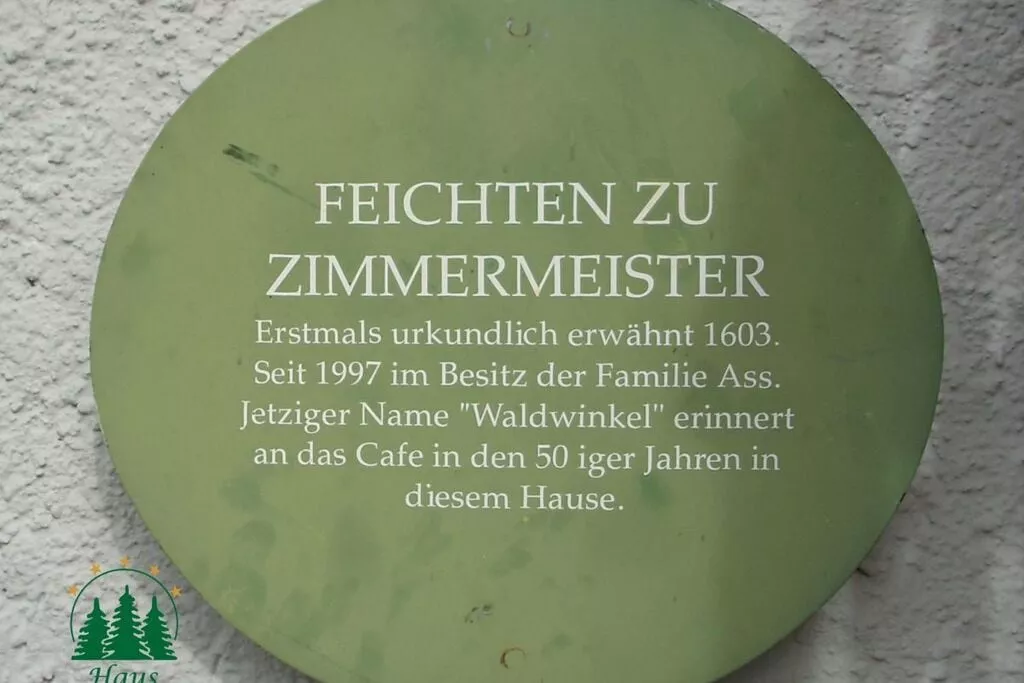 FEICHTEN ZU
ZIMMERMEISTER
Erstmals urkundlich erwähnt 1603.
Seit 1997 im Besitz der Familie Ass.
Jetziger Name "Waldwinkel" erinnert
an das Cafe in den 50 iger Jahren in
diesem Hause.
Haus